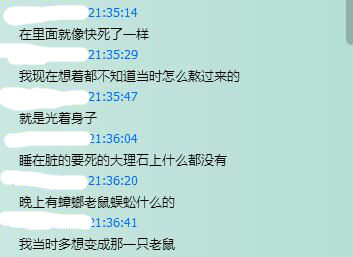 21:35:14
在里面就像快死了一样
21:35:29
我现在想着都不知道当时怎么熬过来的
21:35:47
就是光着身子
21:36:04
睡在脏的要死的大理石上什么都没有
21:36:20
晚上有蟑螂老鼠蜈蚣什么的
21:36:41
我当时多想变成那一只老鼠